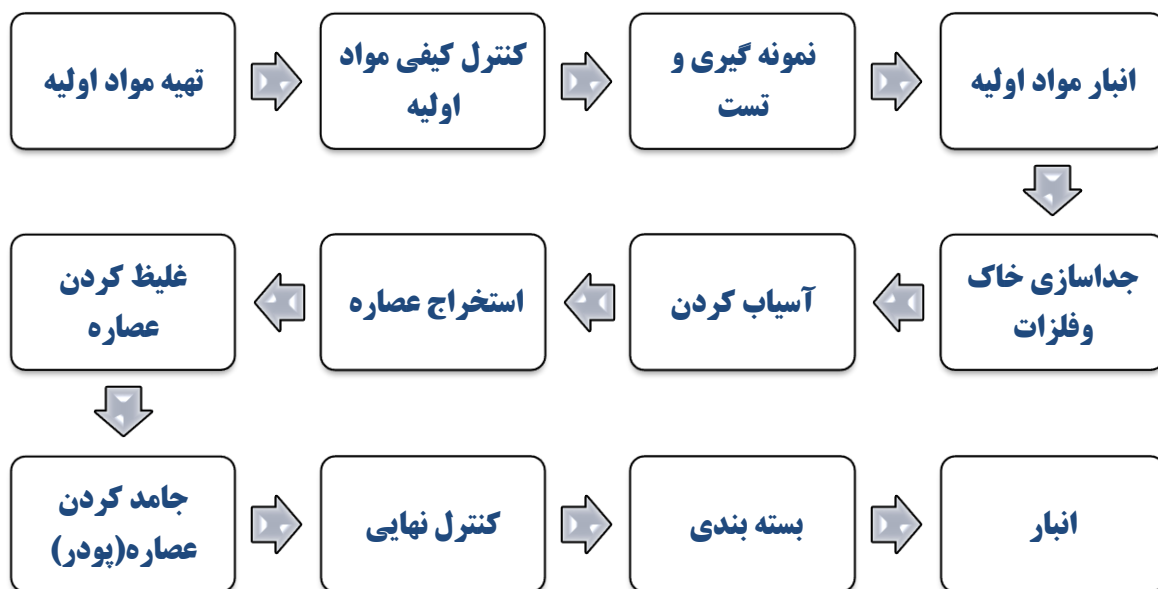 تهیه مواد اولیه
کنترل کیفی مواد
اولیه
نمونه گیری و
تست
انبار مواد اولیه
جداسازی خاک
وفلزات
آسیاب کردن
استخراج عصاره
غلیظ کردن
عصاره
جامد کردن
عصاره(پودر)
کنترل نهایی
بسته بندی
انبار